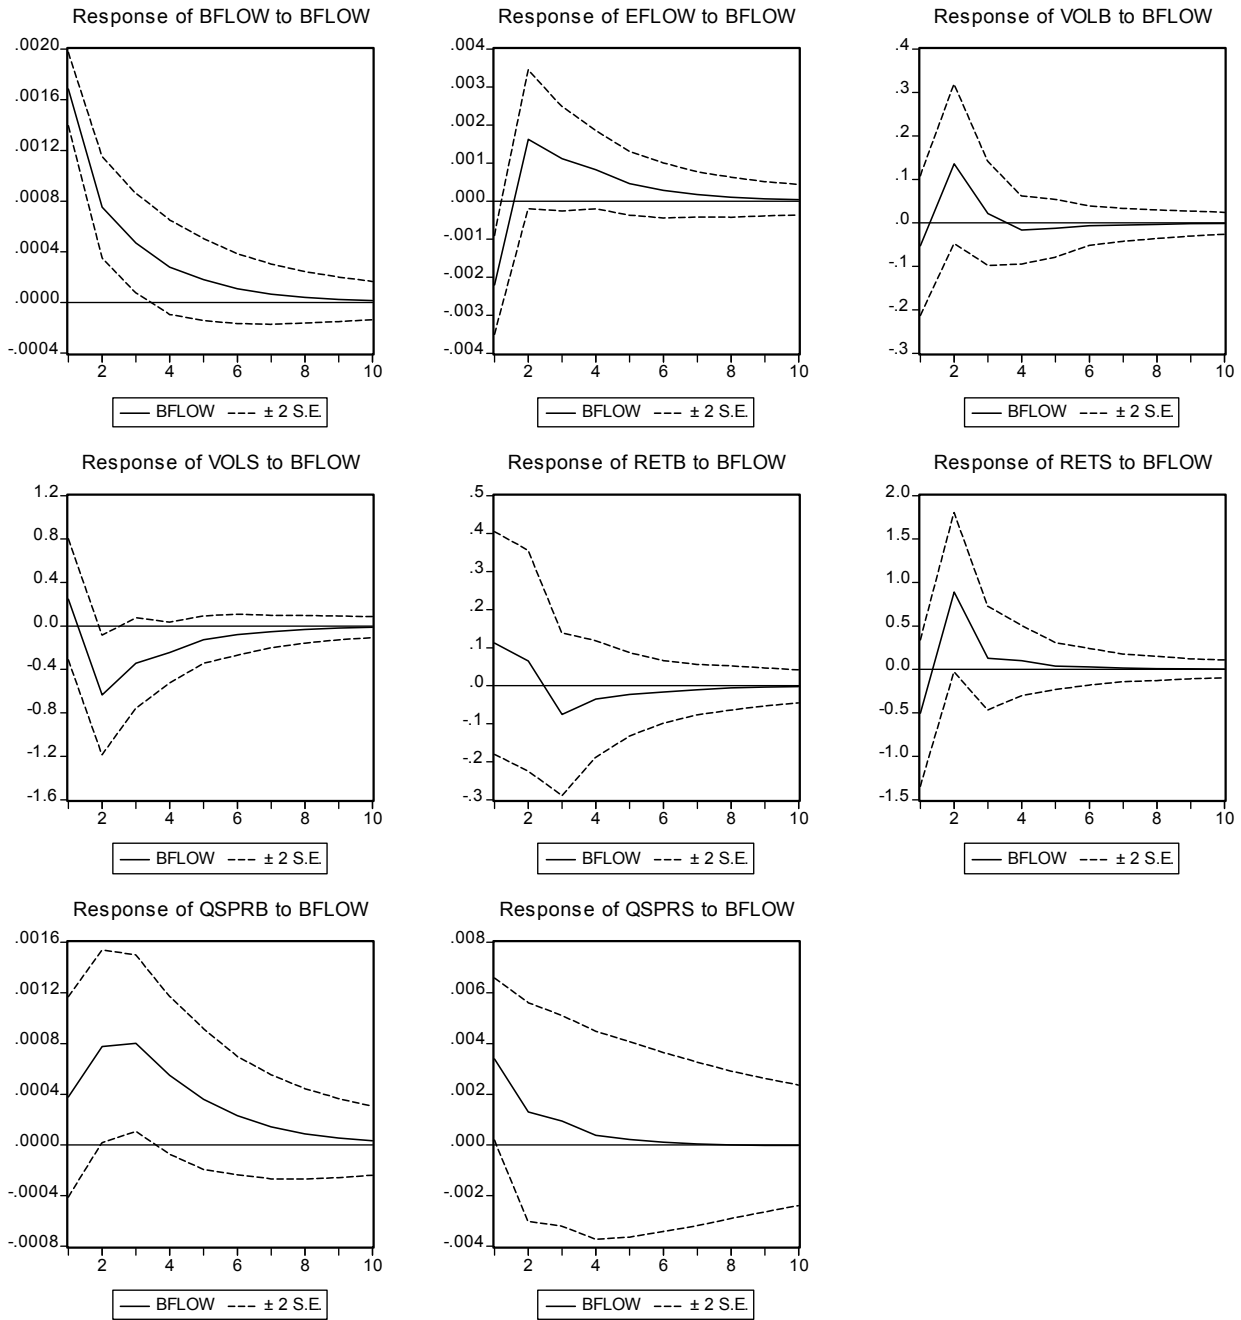 Response of BFLOW to BFLOW
.0020
.0016
.0012
.0008
.0004
.0000
-.0004
2 4 6 8 10
BFLOW ± 2 S.E.
Response of EFLOW to BFLOW
.004
.003
.002
.001
.000
-.001
-.002
-.003
-.004
2 4 6 8 10
BFLOW ± 2 S.E.
Response of VOLB to BFLOW
.4
.3
.2
.1
.0
-.1
-.2
-.3
2 4 6 8 10
BFLOW ± 2 S.E.
Response of VOLS to BFLOW
1.2
0.8
0.4
0.0
-0.4
-0.8
-1.2
-1.6
2 4 6 8 10
BFLOW ± 2 S.E.
Response of RETB to BFLOW
.5
.4
.3
.2
.1
.0
-.1
-.2
-.3
2 4 6 8 10
BFLOW ± 2 S.E.
Response of RETS to BFLOW
2.0
1.5
1.0
0.5
0.0
-0.5
-1.0
-1.5
2 4 6 8 10
BFLOW ± 2 S.E.
Response of QSPRB to BFLOW
.0016
.0012
.0008
.0004
.0000
-.0004
-.0008
2 4 6 8 10
BFLOW ± 2 S.E.
Response of QSPRS to BFLOW
.008
.006
.004
.002
.000
-.002
-.004
2 4 6 8 10
BFLOW ± 2 S.E.